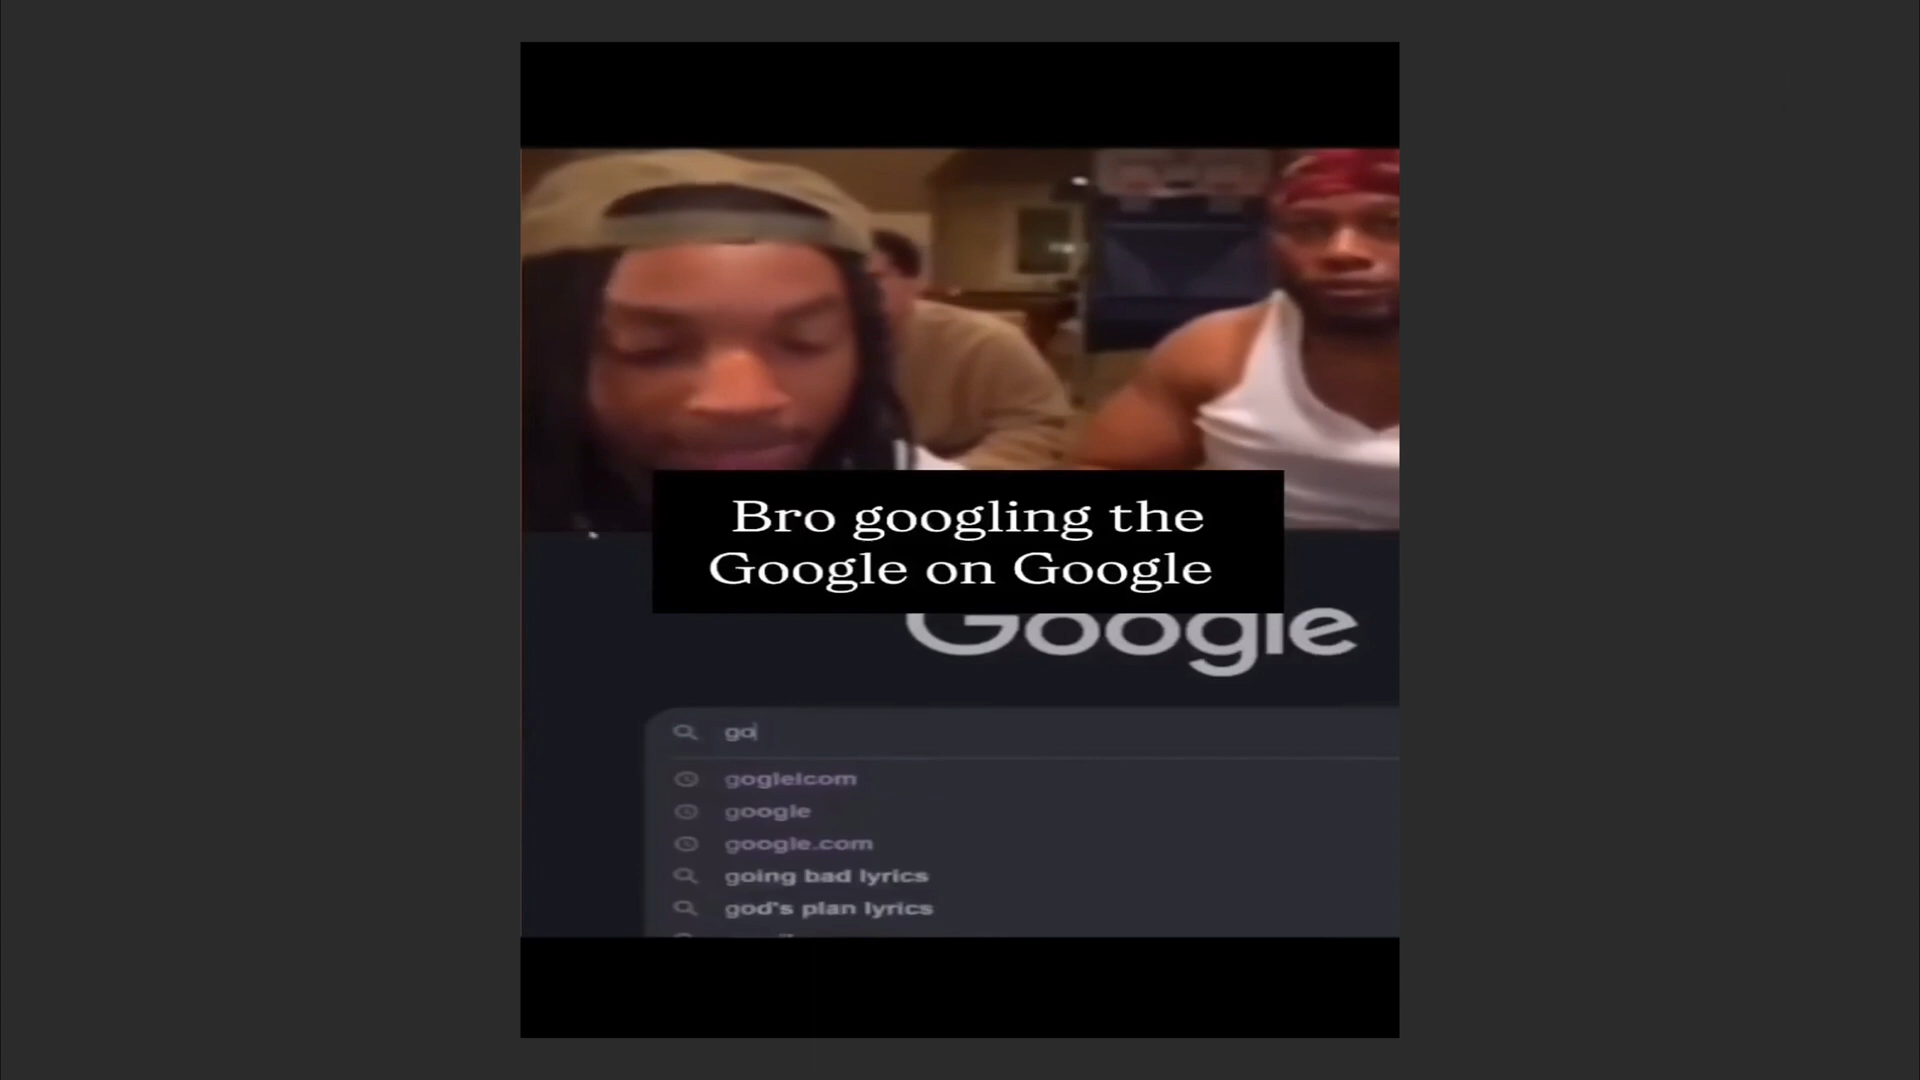 Bro googling the
Google on Google
Google
go
goglelcom
google
google.com
going bad lyrics
god's plan lyrics